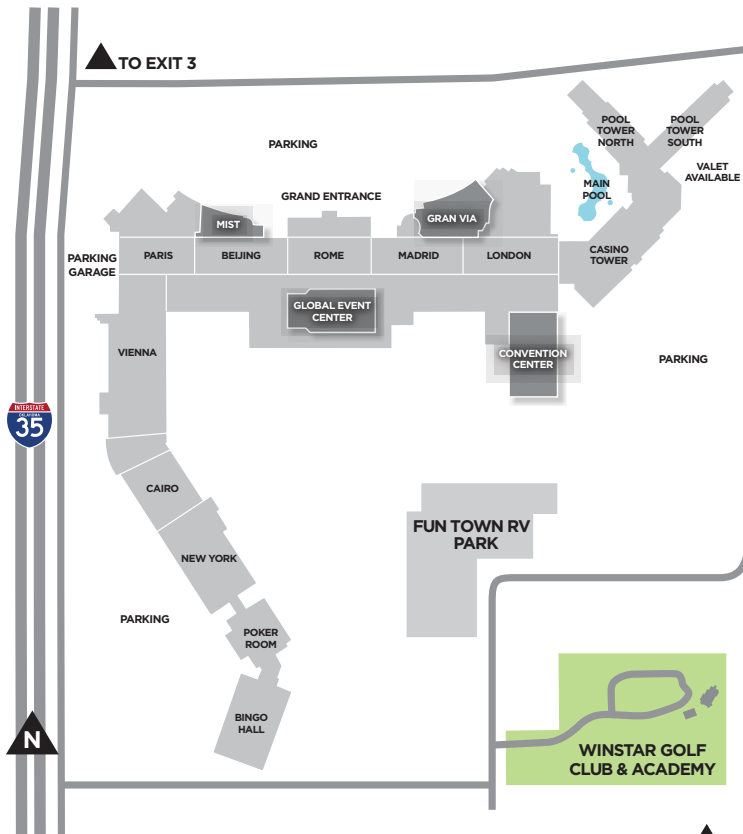 TO EXIT 3
PARKING
POOL
TOWER
NORTH
POOL
TOWER
SOUTH
VALET
AVAILABLE
MAIN
POOL
GRAND ENTRANCE
MIST
GRAN VIA
PARKING
GARAGE
PARIS
BEIJING
ROME
MADRID
LONDON
CASINO
TOWER
GLOBAL EVENT
CENTER
VIENNA
CONVENTION
CENTER
PARKING
INTERSTATE
OKLAHOMA
35
CAIRO
FUN TOWN RV
PARK
NEW YORK
PARKING
POKER
ROOM
BINGO
HALL
N
WINSTAR GOLF
CLUB & ACADEMY